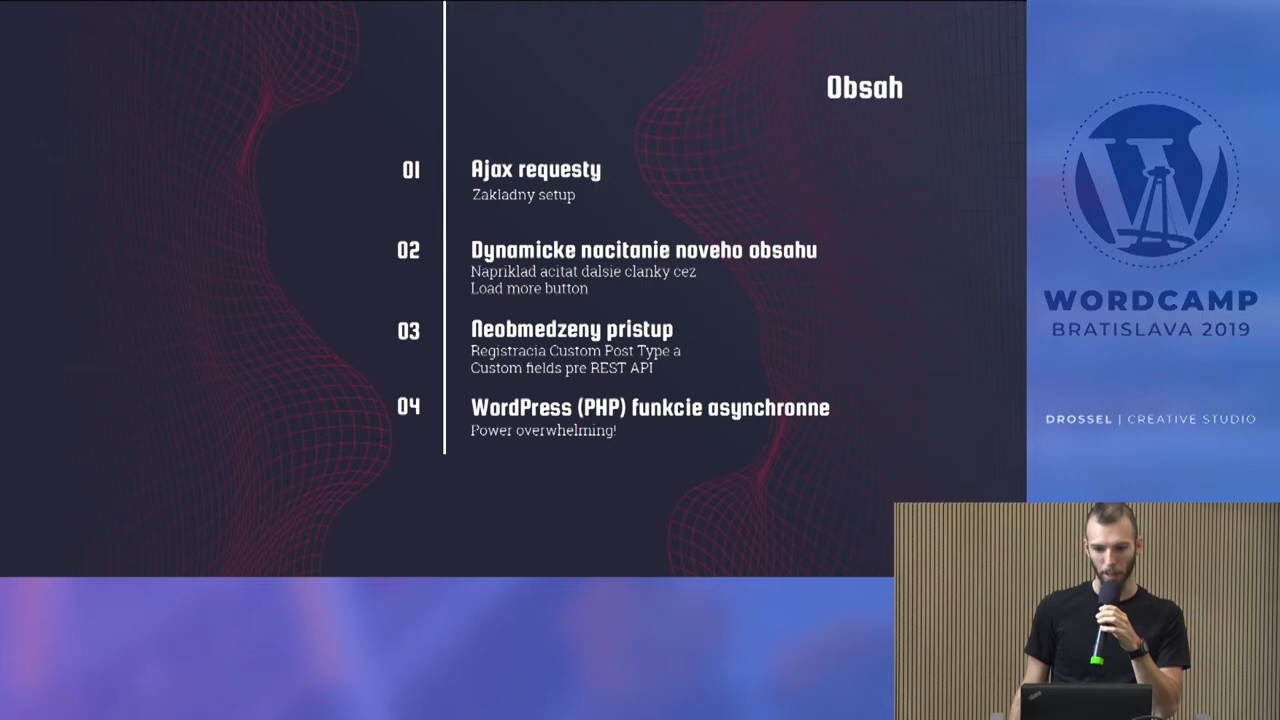 Obsah
01
Ajax requesty
Zakladny setup
02
Dynamicke nacitanie noveho obsahu
Napriklad acitat dalsie clanky cez
Load more button
03
Neobmedzeny pristup
Registracia Custom Post Type a
Custom fields pre REST API
04
WordPress (PHP) funkcie asynchronne
Power overwhelming!
WORDCAMP
BRATISLAVA 2019
DROSSEL | CREATIVE STUDIO